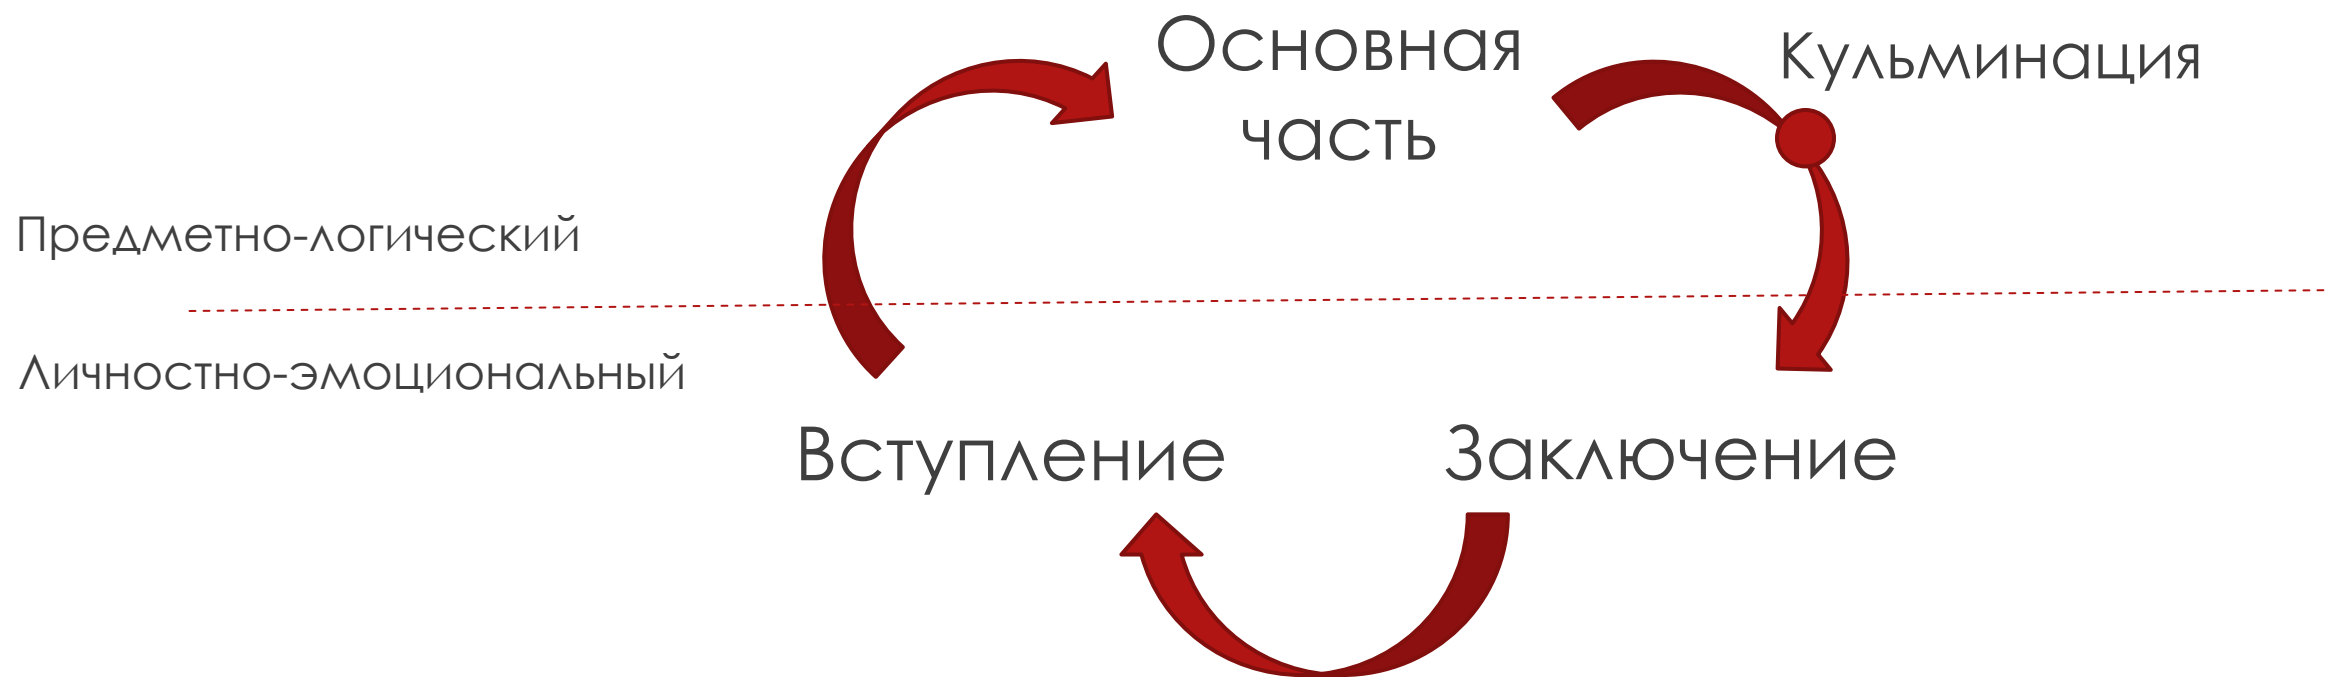 Основная
часть
Кульминация
Предметно-логический
Личностно-эмоциональный
Вступление
Заключение